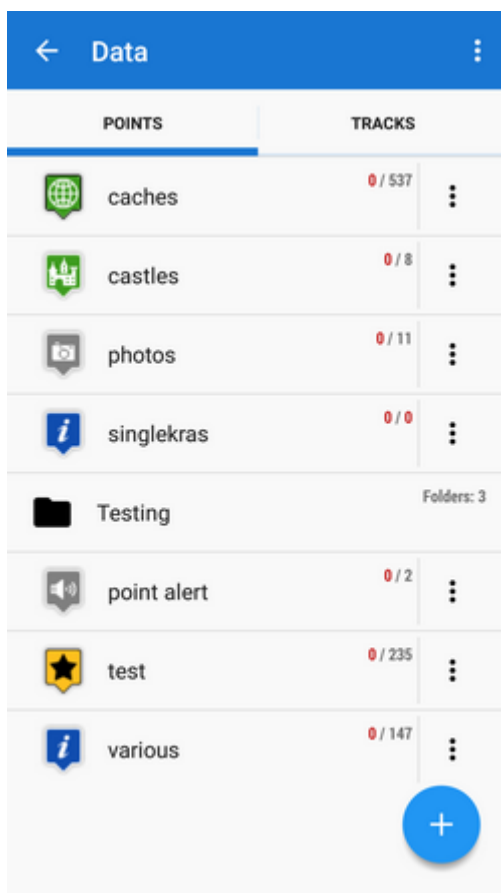 Data
POINTS TRACKS
caches 0 / 537
castles 0 / 8
photos 0 / 11
singlekras 0 / 0
Testing Folders: 3
point alert 0 / 2
test 0 / 235
various 0 / 147